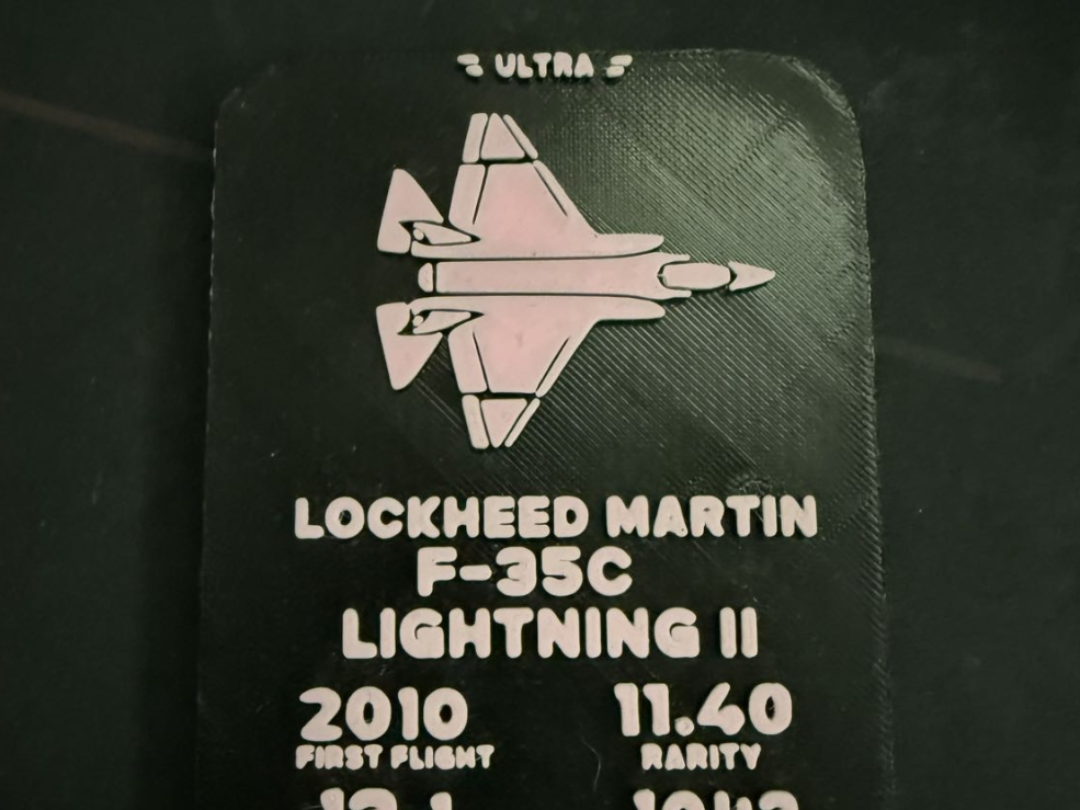 ULTRA
LOCKHEED MARTIN
F-35C
LIGHTNING II
2010 11.40
FIRST FLIGHT RARITY